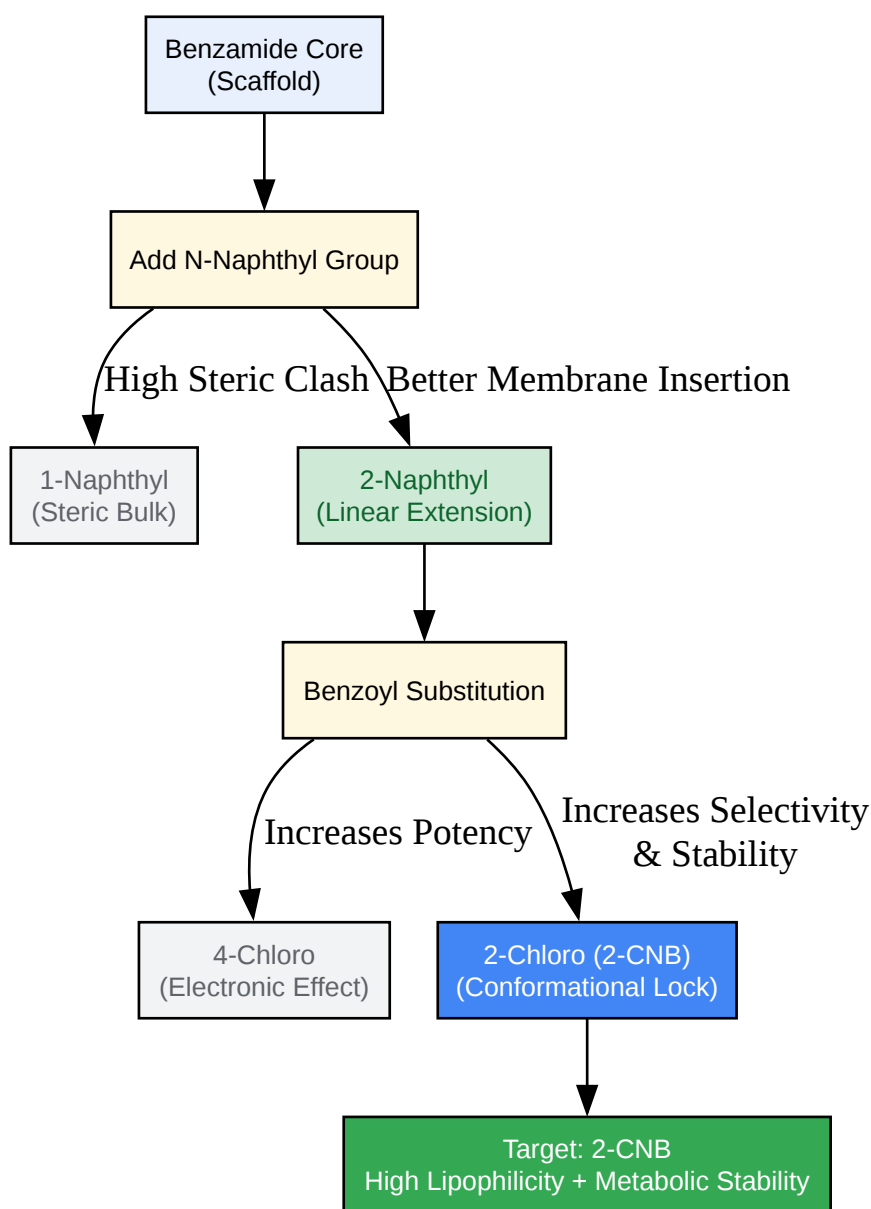 Benzamide Core
(Scaffold)
Add N-Naphthyl Group
High Steric Clash
Better Membrane Insertion
1-Naphthyl
(Steric Bulk)
2-Naphthyl
(Linear Extension)
Benzoyl Substitution
Increases Potency
Increases Selectivity
& Stability
4-Chloro
(Electronic Effect)
2-Chloro (2-CNB)
(Conformational Lock)
Target: 2-CNB
High Lipophilicity + Metabolic Stability